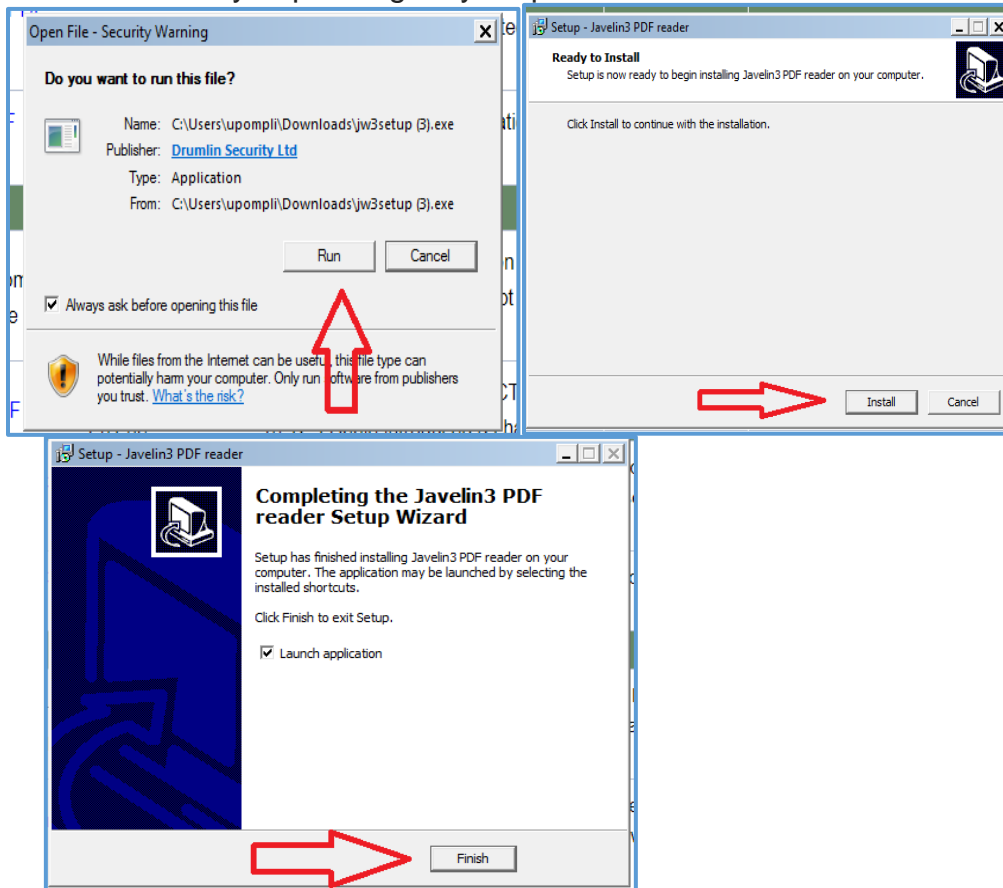 Open File - Security Warning
Do you want to run this file?
Name: C:\Users\upompli\Downloads\jw3setup (3).exe
Publisher: Drumlin Security Ltd
Type: Application
From: C:\Users\upompli\Downloads\jw3setup (3).exe
Run Cancel
Always ask before opening this file
While files from the Internet can be useful, this file type can
potentially harm your computer. Only run software from publishers
you trust. What's the risk?
Setup - Javelin3 PDF reader
Ready to Install
Setup is now ready to begin installing Javelin3 PDF reader on your computer.
Click Install to continue with the installation.
Install Cancel
Setup - Javelin3 PDF reader
Completing the Javelin3 PDF
reader Setup Wizard
Setup has finished installing Javelin3 PDF reader on your
computer. The application may be launched by selecting the
installed shortcuts.
Click Finish to exit Setup.
Launch application
Finish